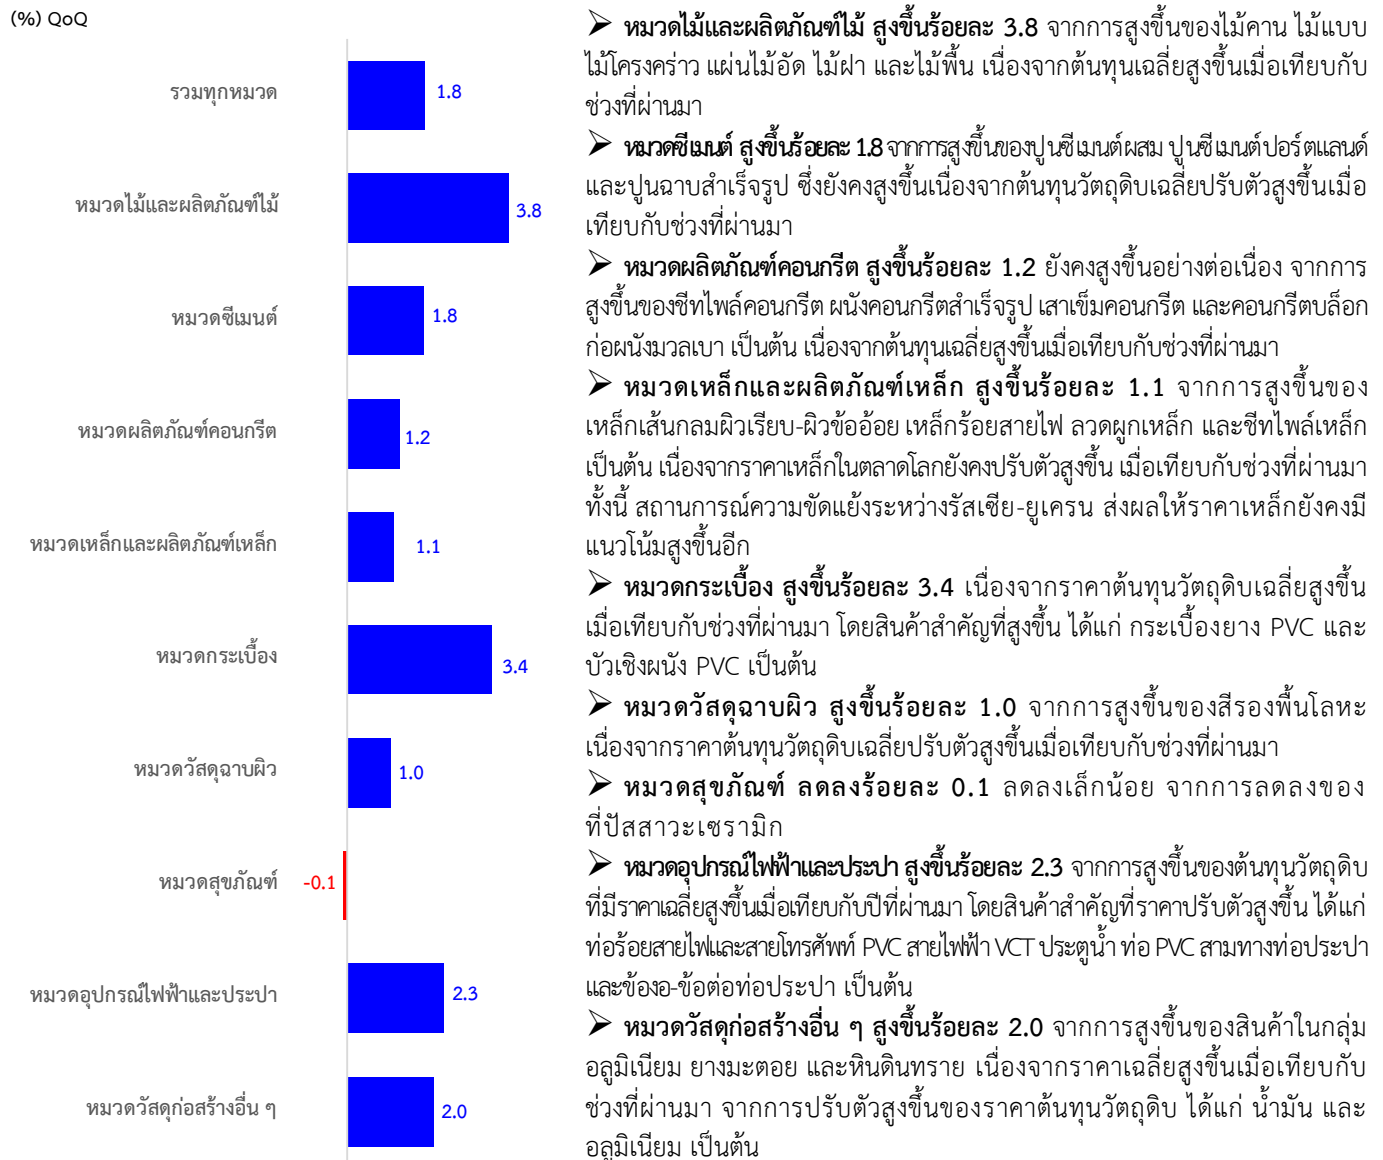 (%) QoQ
รวมทุกหมวด
1.8
หมวดไม้และผลิตภัณฑ์ไม้
3.8
หมวดซีเมนต์
1.8
หมวดผลิตภัณฑ์คอนกรีต
1.2
หมวดเหล็กและผลิตภัณฑ์เหล็ก
1.1
หมวดกระเบื้อง
3.4
หมวดวัสดุฉาบผิว
1.0
หมวดสุขภัณฑ์
-0.1
หมวดอุปกรณ์ไฟฟ้าและประปา
2.3
หมวดวัสดุก่อสร้างอื่น ๆ
2.0
➢ หมวดไม้และผลิตภัณฑ์ไม้ สูงขึ้นร้อยละ 3.8 จากการสูงขึ้นของไม้คาน ไม้แบบ
ไม้โครงคร่าว แผ่นไม้อัด ไม้ฝา และไม้พื้น เนื่องจากต้นทุนเฉลี่ยสูงขึ้นเมื่อเทียบกับ
ช่วงที่ผ่านมา
➢ หมวดซีเมนต์ สูงขึ้นร้อยละ 1.8 จากการสูงขึ้นของปูนซีเมนต์ผสม ปูนซีเมนต์ปอร์ตแลนด์
และปูนฉาบสำเร็จรูป ซึ่งยังคงสูงขึ้นเนื่องจากต้นทุนวัตถุดิบเฉลี่ยปรับตัวสูงขึ้นเมื่อ
เทียบกับช่วงที่ผ่านมา
➢ หมวดผลิตภัณฑ์คอนกรีต สูงขึ้นร้อยละ 1.2 ยังคงสูงขึ้นอย่างต่อเนื่อง จากการ
สูงขึ้นของชีทไพล์คอนกรีต ผนังคอนกรีตสำเร็จรูป เสาเข็มคอนกรีต และคอนกรีตบล็อก
ก่อผนังมวลเบา เป็นต้น เนื่องจากต้นทุนเฉลี่ยสูงขึ้นเมื่อเทียบกับช่วงที่ผ่านมา
➢ หมวดเหล็กและผลิตภัณฑ์เหล็ก สูงขึ้นร้อยละ 1.1 จากการสูงขึ้นของ
เหล็กเส้นกลมผิวเรียบ-ผิวข้ออ้อย เหล็กร้อยสายไฟ ลวดผูกเหล็ก และชีทไพล์เหล็ก
เป็นต้น เนื่องจากราคาเหล็กในตลาดโลกยังคงปรับตัวสูงขึ้น เมื่อเทียบกับช่วงที่ผ่านมา
ทั้งนี้ สถานการณ์ความขัดแย้งระหว่างรัสเซีย-ยูเครน ส่งผลให้ราคาเหล็กยังคงมี
แนวโน้มสูงขึ้นอีก
➢ หมวดกระเบื้อง สูงขึ้นร้อยละ 3.4 เนื่องจากราคาต้นทุนวัตถุดิบเฉลี่ยสูงขึ้น
เมื่อเทียบกับช่วงที่ผ่านมา โดยสินค้าสำคัญที่สูงขึ้น ได้แก่ กระเบื้องยาง PVC และ
บัวเชิงผนัง PVC เป็นต้น
➢ หมวดวัสดุฉาบผิว สูงขึ้นร้อยละ 1.0 จากการสูงขึ้นของสีรองพื้นโลหะ
เนื่องจากราคาต้นทุนวัตถุดิบเฉลี่ยปรับตัวสูงขึ้นเมื่อเทียบกับช่วงที่ผ่านมา
➢ หมวดสุขภัณฑ์ ลดลงร้อยละ 0.1 ลดลงเล็กน้อย จากการลดลงของ
ที่ปัสสาวะเซรามิก
➢ หมวดอุปกรณ์ไฟฟ้าและประปา สูงขึ้นร้อยละ 2.3 จากการสูงขึ้นของต้นทุนวัตถุดิบ
ที่มีราคาเฉลี่ยสูงขึ้นเมื่อเทียบกับปีที่ผ่านมา โดยสินค้าสำคัญที่ราคาปรับตัวสูงขึ้น ได้แก่
ท่อร้อยสายไฟและสายโทรศัพท์ PVC สายไฟฟ้า VCT ประตูน้ำ ท่อ PVC สามทางท่อประปา
และข้องอ-ข้อต่อท่อประปา เป็นต้น
➢ หมวดวัสดุก่อสร้างอื่น ๆ สูงขึ้นร้อยละ 2.0 จากการสูงขึ้นของสินค้าในกลุ่ม
อลูมิเนียม ยางมะตอย และหินดินทราย เนื่องจากราคาเฉลี่ยสูงขึ้นเมื่อเทียบกับ
ช่วงที่ผ่านมา จากการปรับตัวสูงขึ้นของราคาต้นทุนวัตถุดิบ ได้แก่ น้ำมัน และ
อลูมิเนียม เป็นต้น